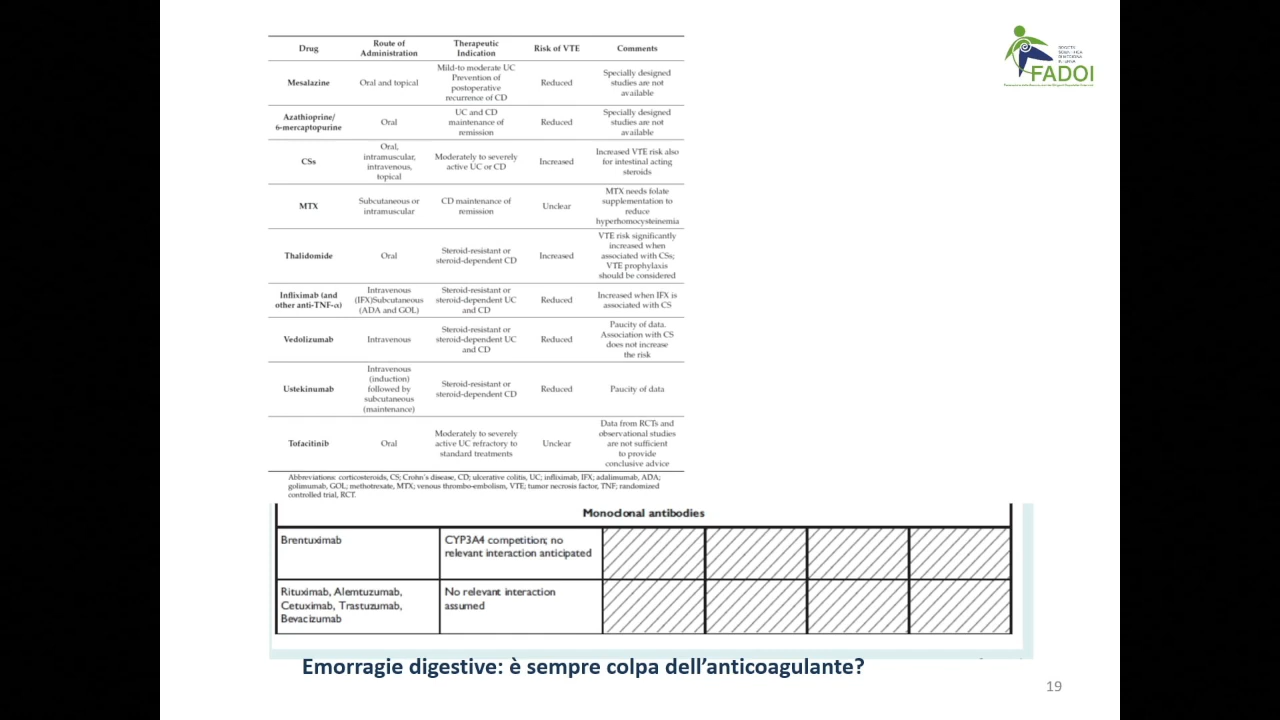 Drug
Route of
Administration
Therapeutic
Indication
Risk of VTE
Comments
Mesalazine
Oral and topical
Mild-to moderate UC
Prevention of
postoperative
recurrence of CD
Reduced
Specially designed
studies are not
available
Azathioprine/
6-mercaptopurine
Oral
UC and CD
maintenance of
remission
Reduced
Specially designed
studies are not
available
CSs
Oral,
intramuscular,
intravenous,
topical
Moderately to severely
active UC or CD
Increased
Increased VTE risk also
for intestinal acting
steroids
MTX
Subcutaneous or
intramuscular
CD maintenance of
remission
Unclear
MTX needs folate
supplementation to
reduce
hyperhomocysteinemia
Thalidomide
Oral
Steroid-resistant or
steroid-dependent CD
Increased
VTE risk significantly
increased when
associated with CSs;
VTE prophylaxis
should be considered
Infliximab (and
other anti-TNF-α)
Intravenous
(IFX)Subcutaneous
(ADA and GOL)
Steroid-resistant or
steroid-dependent UC
and CD
Reduced
Increased when IFX is
associated with CS
Vedolizumab
Intravenous
Steroid-resistant or
steroid-dependent UC
and CD
Reduced
Paucity of data.
Association with CS
does not increase
the risk
Ustekinumab
Intravenous
(induction)
followed by
subcutaneous
(maintenance)
Steroid-resistant or
steroid-dependent CD
Reduced
Paucity of data
Tofacitinib
Oral
Moderately to severely
active UC refractory to
standard treatments
Unclear
Data from RCTs and
observational studies
are not sufficient
to provide
conclusive advice
Abbreviations: corticosteroids, CS; Crohn's disease, CD; ulcerative colitis, UC; infliximab, IFX; adalimumab, ADA;
golimumab, GOL; methotrexate, MTX; venous thrombo-embolism, VTE; tumor necrosis factor, TNF; randomized
controlled trial, RCT.
Monoclonal antibodies
Brentuximab
CYP3A4 competition; no
relevant interaction anticipated
Rituximab, Alemtuzumab,
Cetuximab, Trastuzumab,
Bevacizumab
No relevant interaction
assumed
Emorragie digestive: è sempre colpa dell'anticoagulante?
19
FADOI